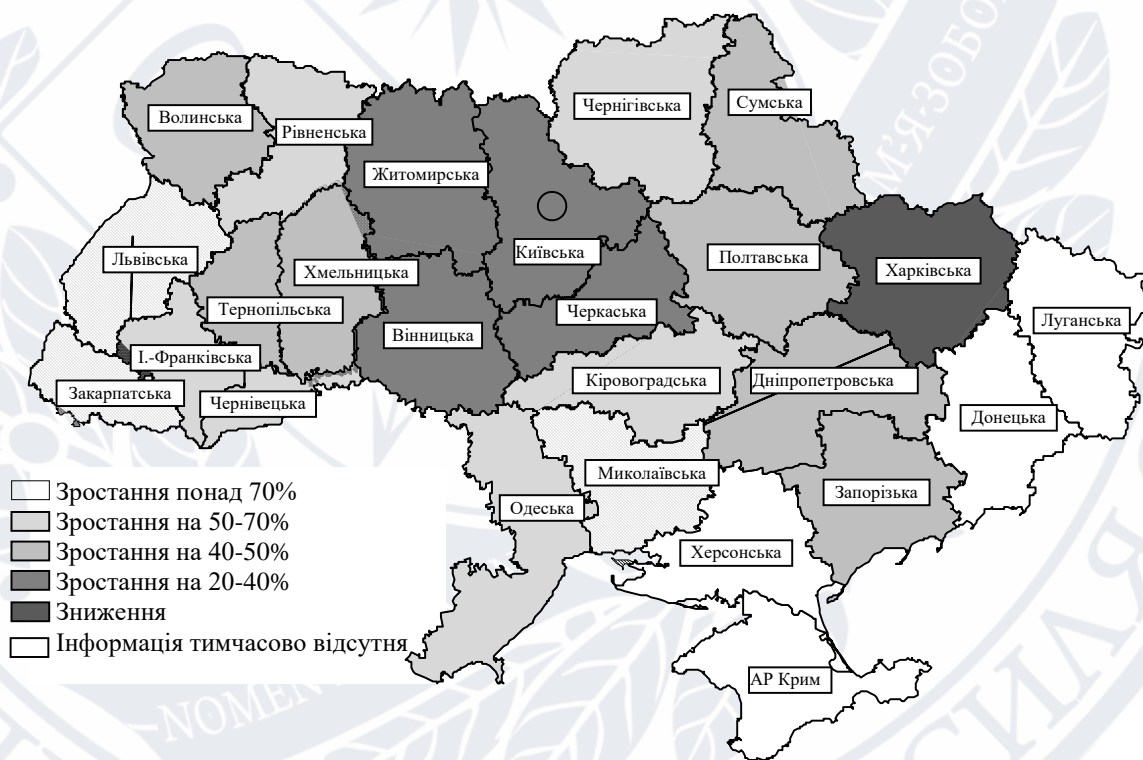 Чернігівська
Сумська
Волинська
Рівненська
Житомирська
Київська
Полтавська
Харківська
Львівська
Хмельницька
Тернопільська
Черкаська
Луганська
Вінницька
І.-Франківська
Закарпатська
Чернівецька
Кіровоградська
Дніпропетровська
Донецька
Миколаївська
Запорізька
Одеська
Херсонська
АР Крим
Зростання понад 70%
Зростання на 50-70%
Зростання на 40-50%
Зростання на 20-40%
Зниження
Інформація тимчасово відсутня